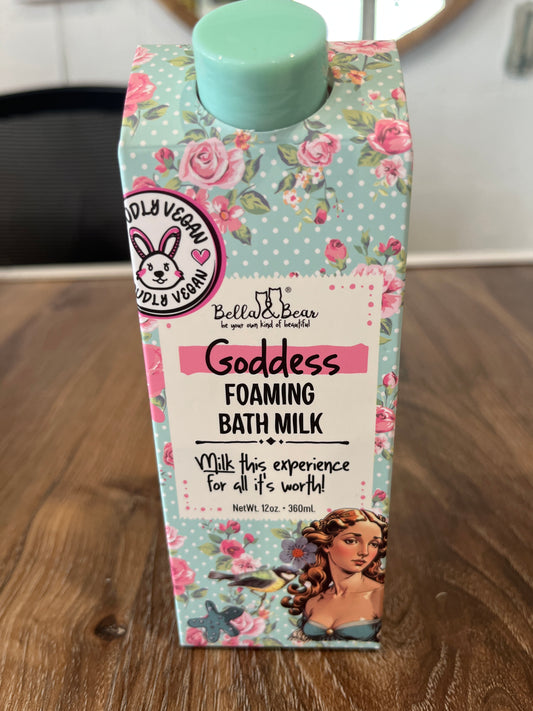 UDLY VEGAN
UDLY VEGAN
Bella & Bear®
be your own kind of beautiful
Goddess
FOAMING
BATH MILK
Milk this experience
for all it's worth!
NetWt. 12oz. • 360mL